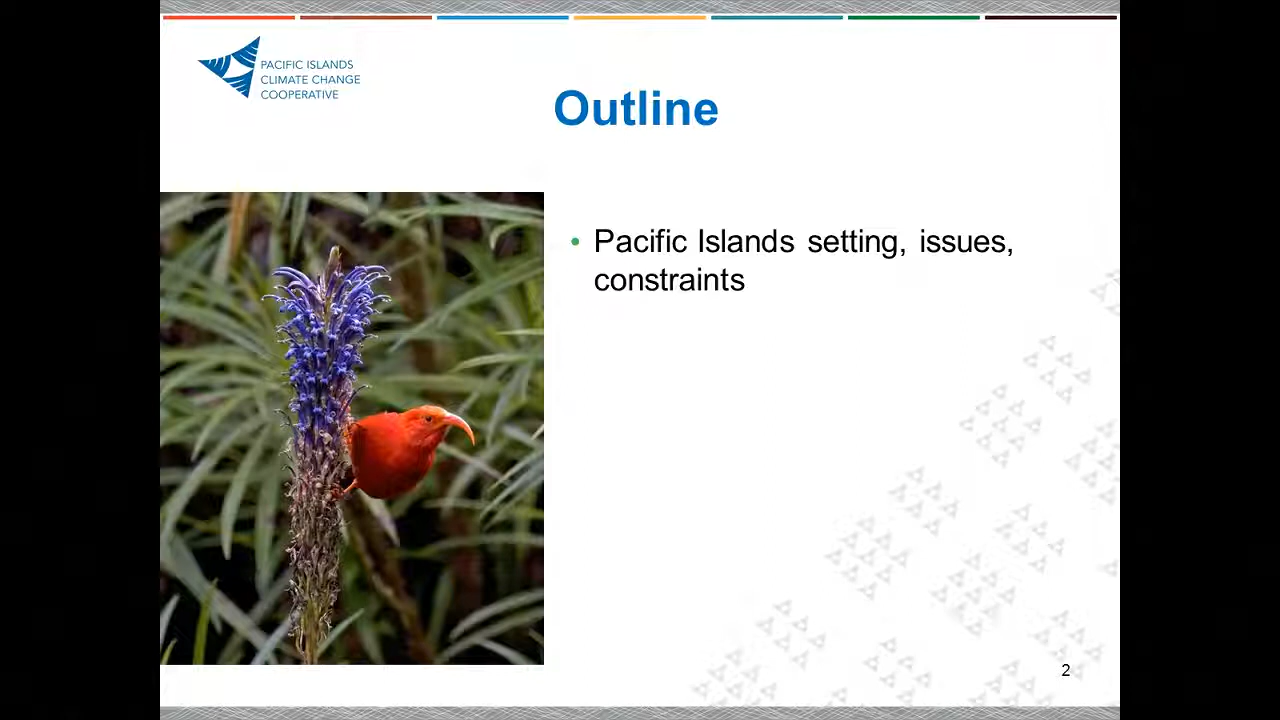 PACIFIC ISLANDS
CLIMATE CHANGE
COOPERATIVE
Outline
• Pacific Islands setting, issues,
constraints
2